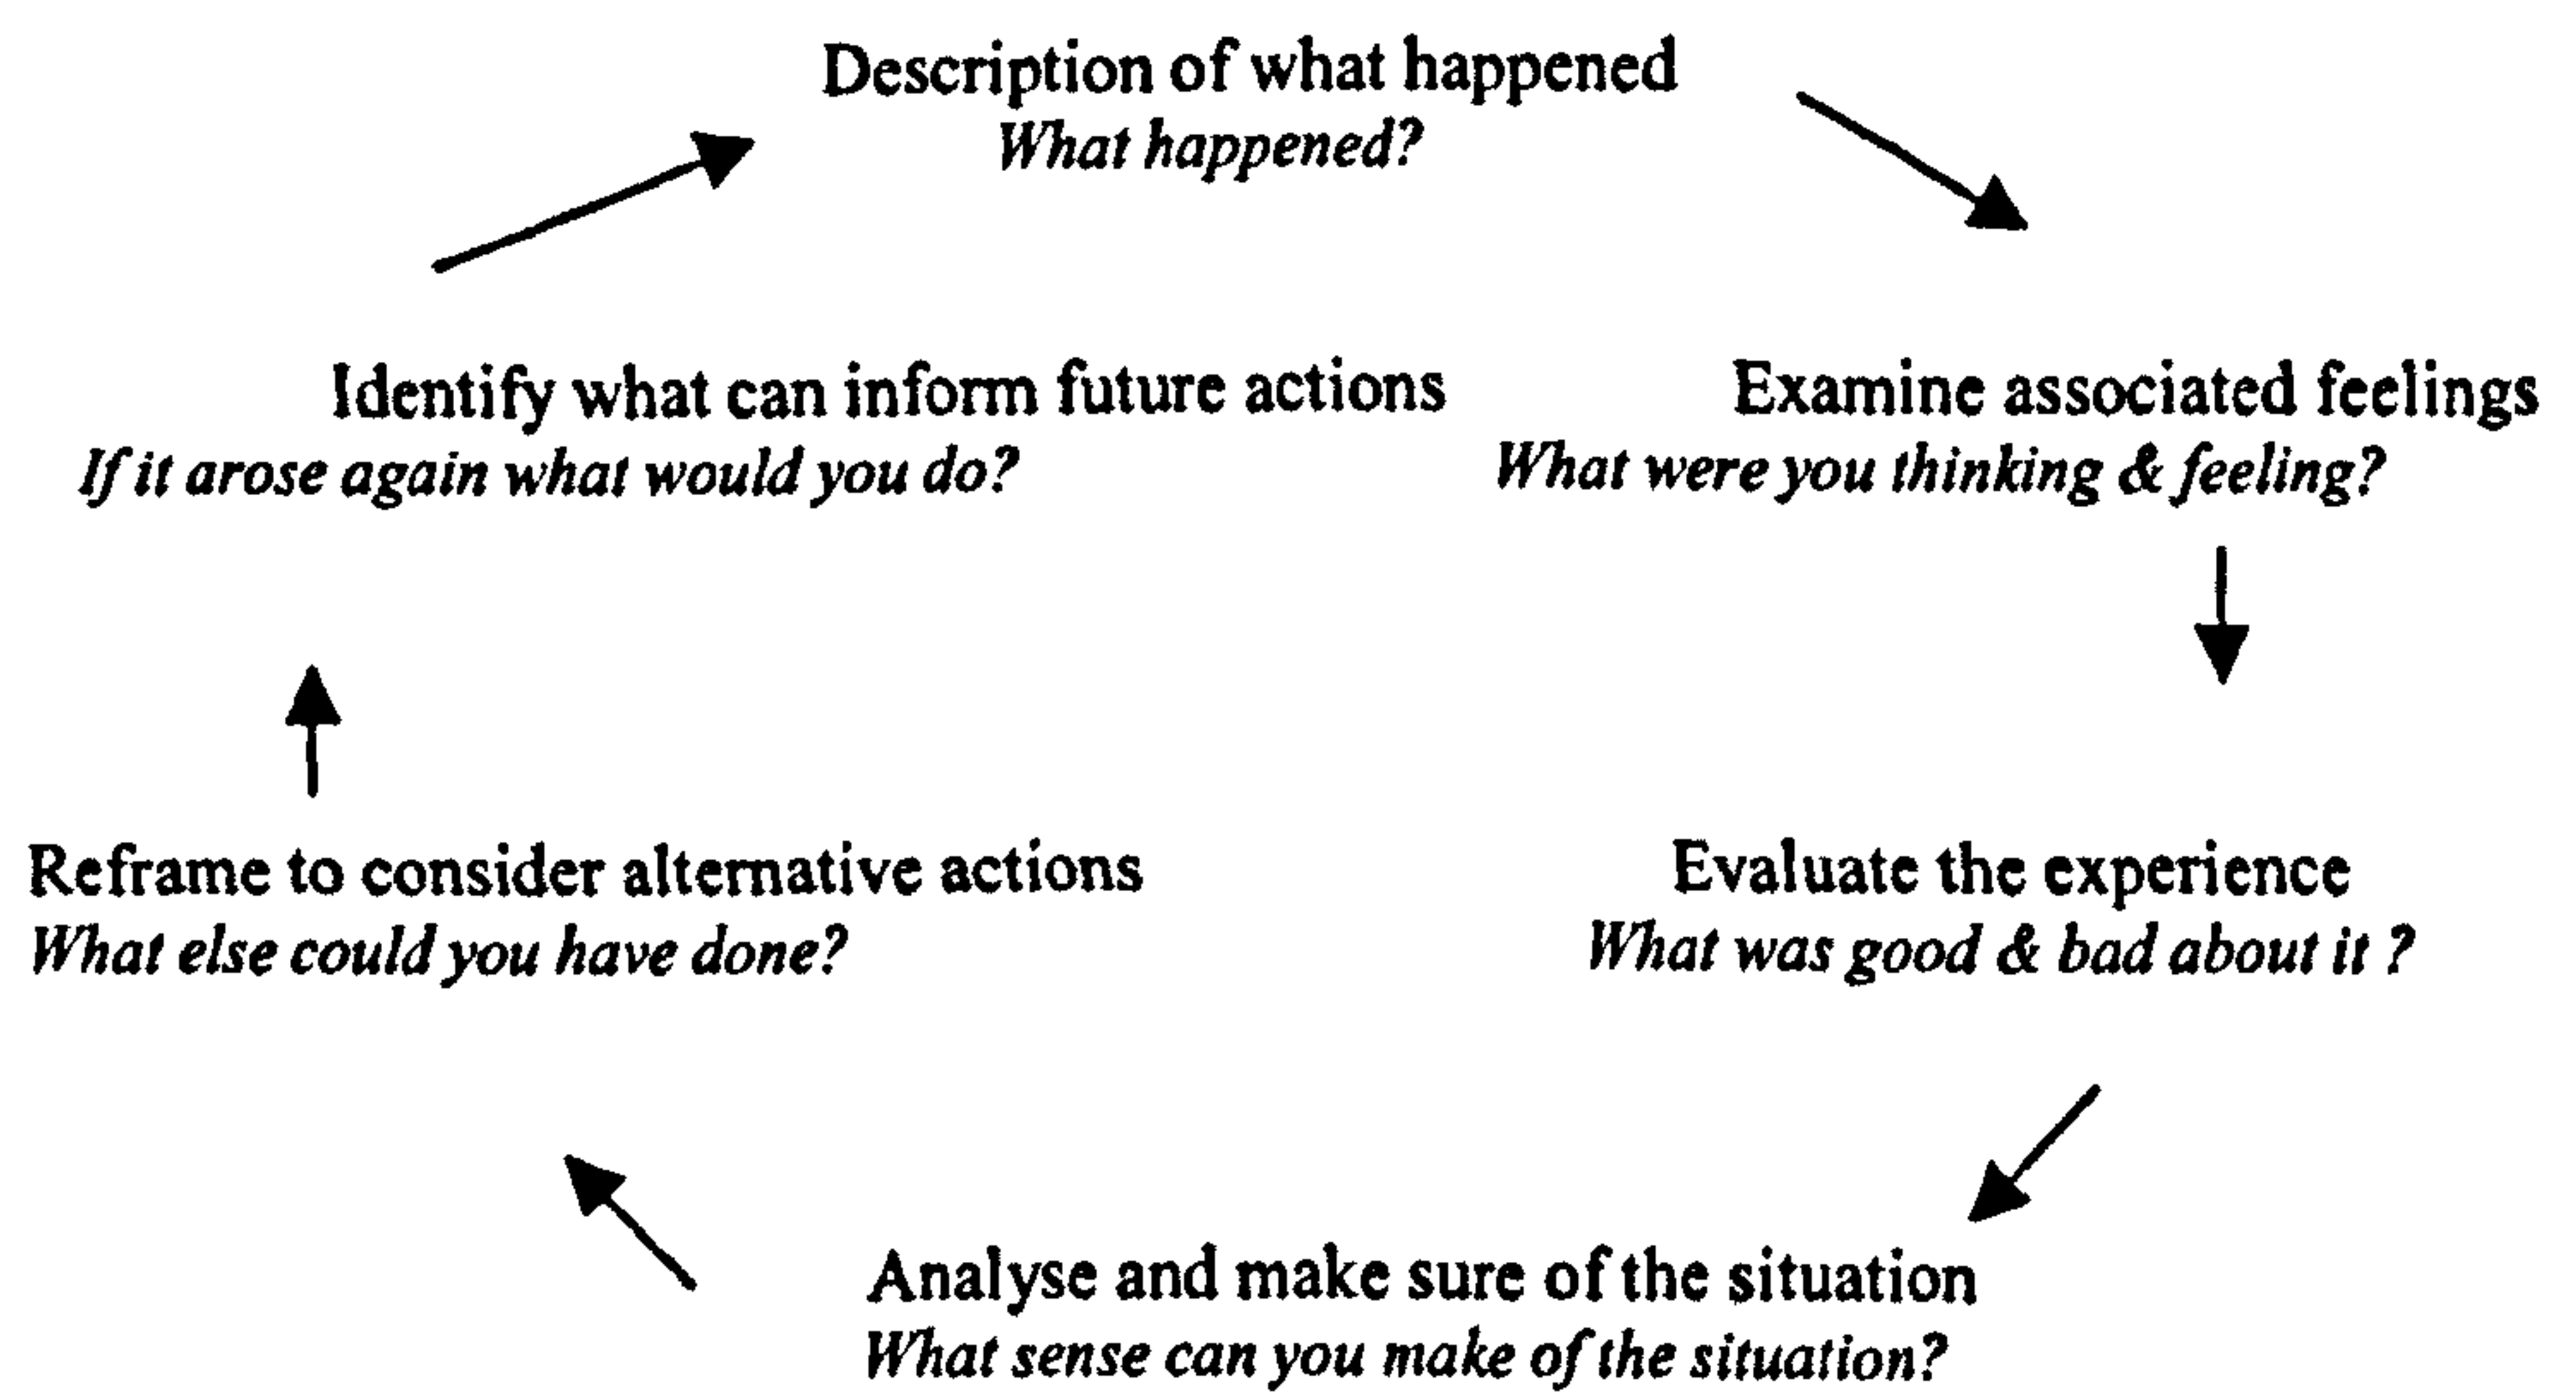 Description of what happened
What happened?
Identify what can inform future actions
If it arose again what would you do?
Examine associated feelings
What were you thinking & feeling?
Reframe to consider alternative actions
What else could you have done?
Evaluate the experience
What was good & bad about it ?
Analyse and make sure of the situation
What sense can you make of the situation?